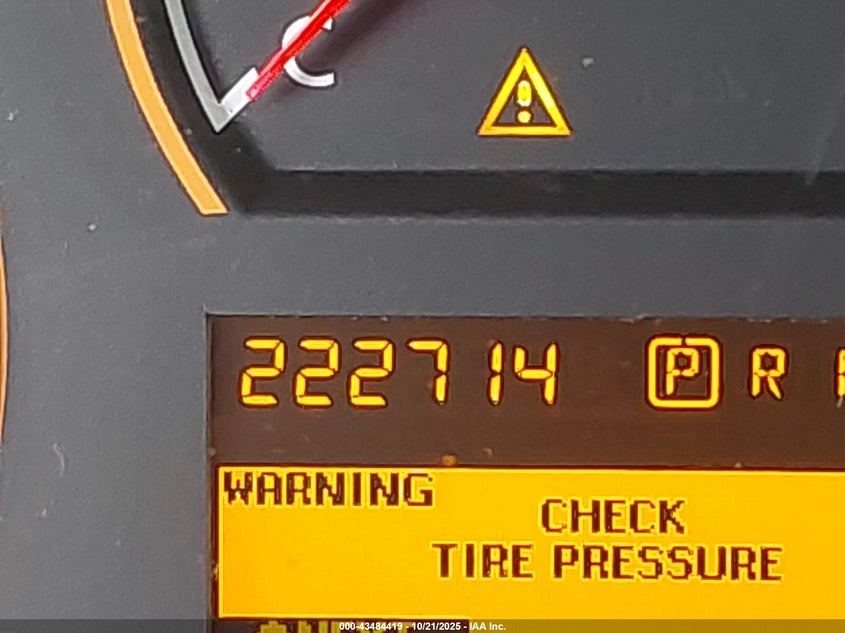 C
222714 P R
WARNING
CHECK
TIRE PRESSURE
000-43484419 - 10/21/2025 - IAA Inc.